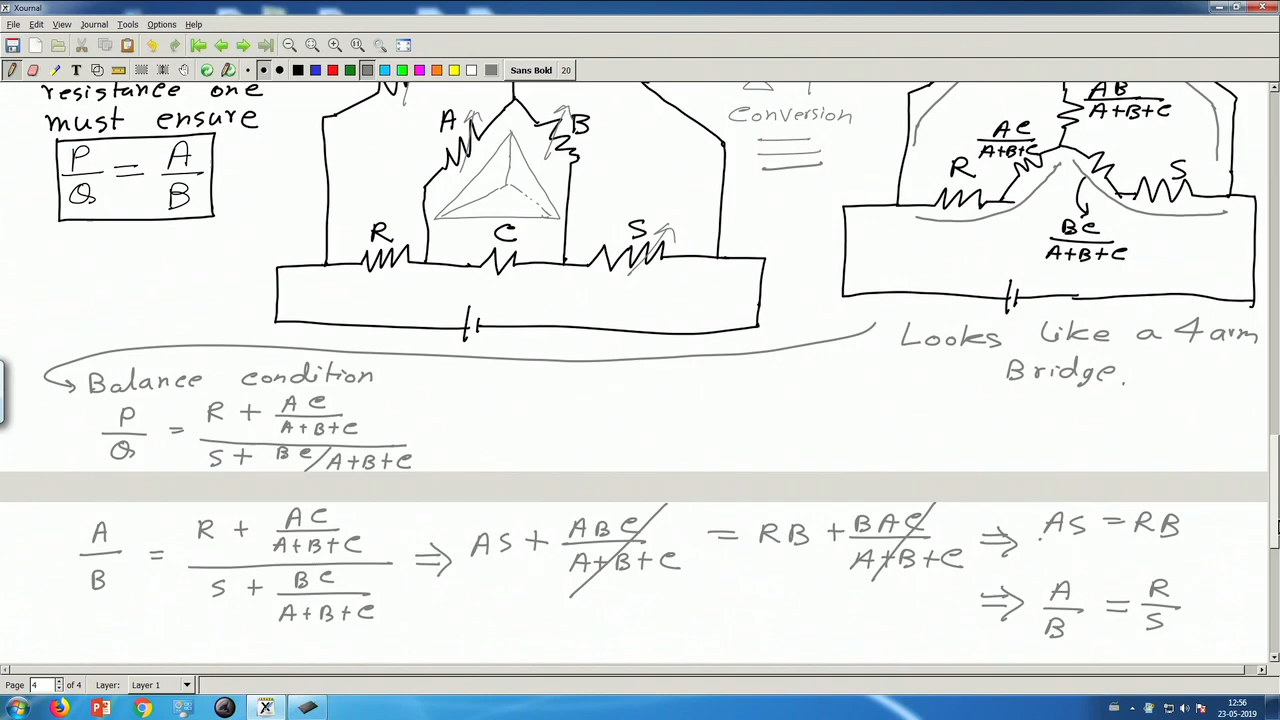 Xournal
File Edit View Journal Tools Options Help
Sans Bold 20
resistance one
must ensure
P/Q = A/B
A
B
R
C
S
Conversion
AB/A+B+C
AC/A+B+C
R
S
BC/A+B+C
Looks like a 4 arm
Bridge.
Balance condition
P/Q = R + AC/A+B+C / S + BC/A+B+C
A/B = R + AC/A+B+C / S + BC/A+B+C ⇒ AS + ABC/A+B+C = RB + BAC/A+B+C ⇒ AS = RB
⇒ A/B = R/S
Page 4 of 4 Layer: Layer 1
12:56
23-05-2019